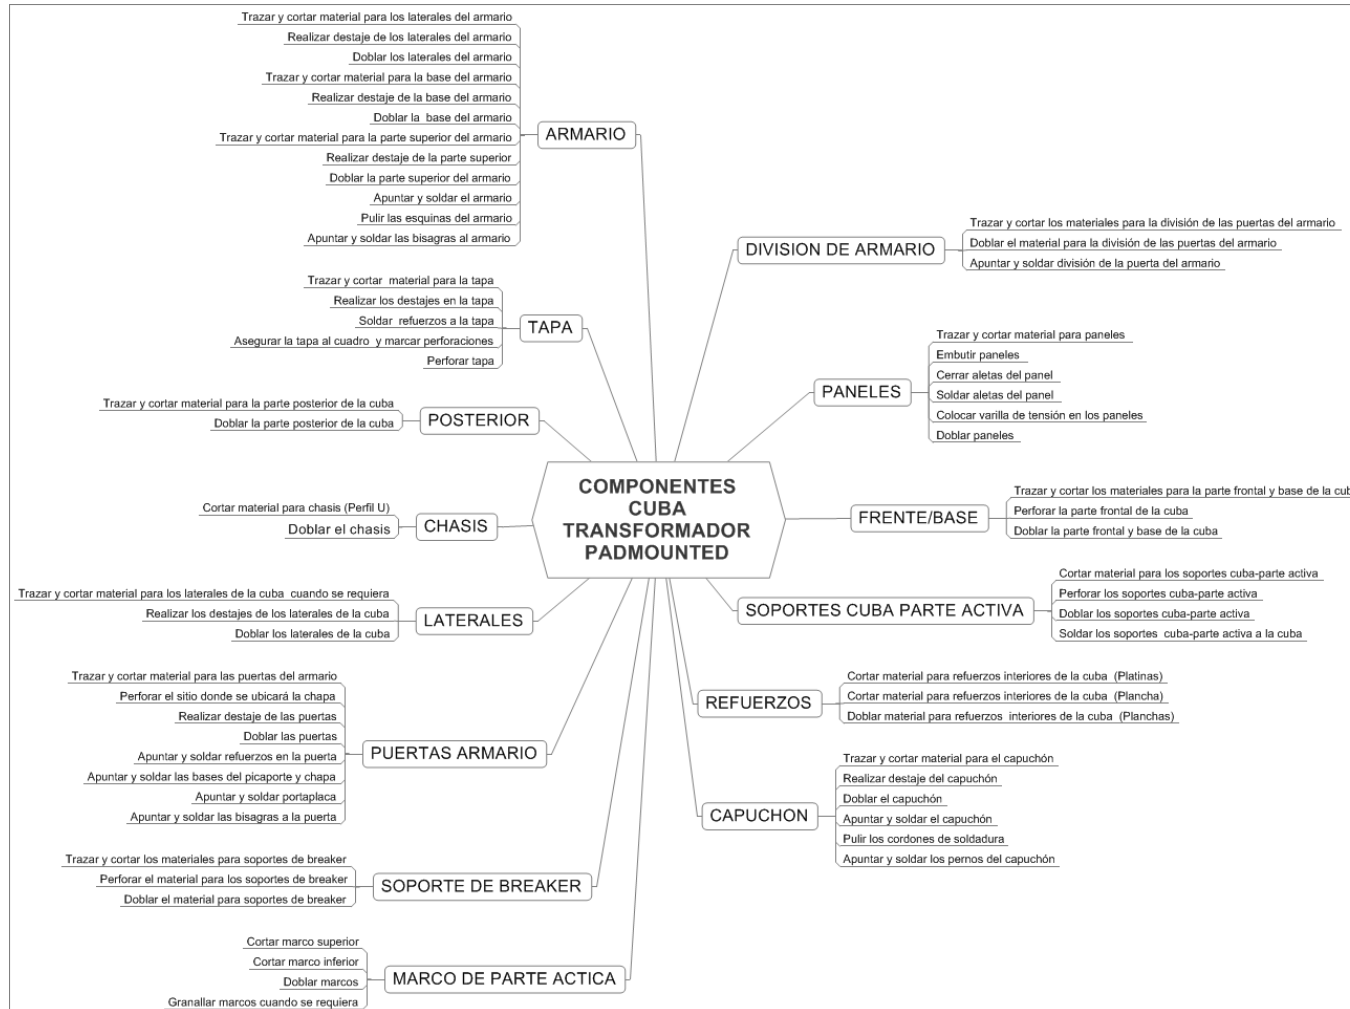 Trazar y cortar material para los laterales del armario
Realizar destaje de los laterales del armario
Doblar los laterales del armario
Trazar y cortar material para la base del armario
Realizar destaje de la base del armario
Doblar la base del armario
Trazar y cortar material para la parte superior del armario
Realizar destaje de la parte superior
Doblar la parte superior del armario
Apuntar y soldar el armario
Pulir las esquinas del armario
Apuntar y soldar las bisagras al armario
ARMARIO
Trazar y cortar material para la tapa
Realizar los destajes en la tapa
Soldar refuerzos a la tapa
Asegurar la tapa al cuadro y marcar perforaciones
Perforar tapa
TAPA
Trazar y cortar material para la parte posterior de la cuba
Doblar la parte posterior de la cuba
POSTERIOR
Cortar material para chasis (Perfil U)
Doblar el chasis
CHASIS
Trazar y cortar material para los laterales de la cuba cuando se requiera
Realizar los destajes de los laterales de la cuba
Doblar los laterales de la cuba
LATERALES
Trazar y cortar material para las puertas del armario
Perforar el sitio donde se ubicará la chapa
Realizar destaje de las puertas
Doblar las puertas
Apuntar y soldar refuerzos en la puerta
Apuntar y soldar las bases del picaporte y chapa
Apuntar y soldar portaplaca
Apuntar y soldar las bisagras a la puerta
PUERTAS ARMARIO
Trazar y cortar los materiales para soportes de breaker
Perforar el material para los soportes de breaker
Doblar el material para soportes de breaker
SOPORTE DE BREAKER
Cortar marco superior
Cortar marco inferior
Doblar marcos
Granallar marcos cuando se requiera
MARCO DE PARTE ACTICA
COMPONENTES
CUBA
TRANSFORMADOR
PADMOUNTED
DIVISION DE ARMARIO
Trazar y cortar los materiales para la división de las puertas del armario
Doblar el material para la división de las puertas del armario
Apuntar y soldar división de la puerta del armario
PANELES
Trazar y cortar material para paneles
Embutir paneles
Cerrar aletas del panel
Soldar aletas del panel
Colocar varilla de tensión en los paneles
Doblar paneles
FRENTE/BASE
Trazar y cortar los materiales para la parte frontal y base de la cub
Perforar la parte frontal de la cuba
Doblar la parte frontal y base de la cuba
SOPORTES CUBA PARTE ACTIVA
Cortar material para los soportes cuba-parte activa
Perforar los soportes cuba-parte activa
Doblar los soportes cuba-parte activa
Soldar los soportes cuba-parte activa a la cuba
REFUERZOS
Cortar material para refuerzos interiores de la cuba (Platinas)
Cortar material para refuerzos interiores de la cuba (Plancha)
Doblar material para refuerzos interiores de la cuba (Planchas)
CAPUCHON
Trazar y cortar material para el capuchón
Realizar destaje del capuchón
Doblar el capuchón
Apuntar y soldar el capuchón
Pulir los cordones de soldadura
Apuntar y soldar los pernos del capuchón